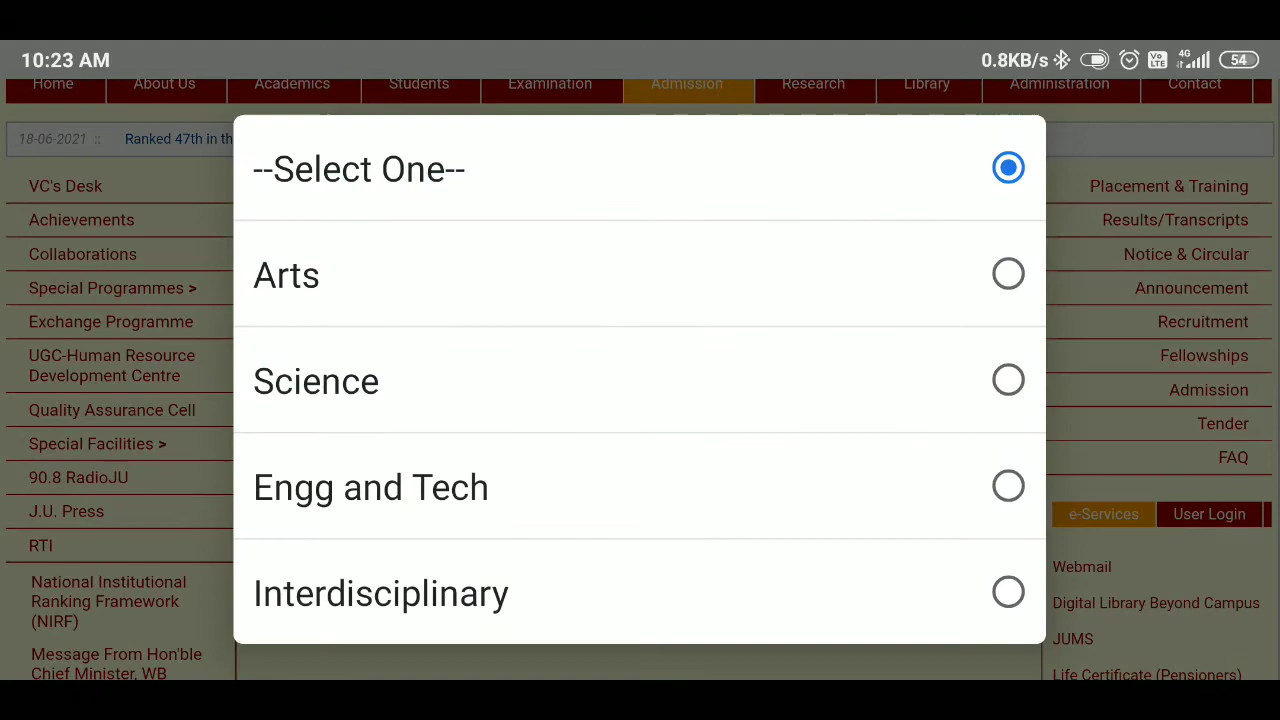 10:23 AM
0.8KB/s
Vo LTE
4G
54
Home About Us Academics Students Examination Admission Research Library Administration Contact
18-06-2021 :: Ranked 47th in th
--Select One--
Arts
Science
Engg and Tech
Interdisciplinary
VC's Desk
Achievements
Collaborations
Special Programmes >
Exchange Programme
UGC-Human Resource
Development Centre
Quality Assurance Cell
Special Facilities >
90.8 RadioJU
J.U. Press
RTI
National Institutional
Ranking Framework
(NIRF)
Message From Hon'ble
Chief Minister, WB
Placement & Training
Results/Transcripts
Notice & Circular
Announcement
Recruitment
Fellowships
Admission
Tender
FAQ
e-Services User Login
Webmail
Digital Library Beyond Campus
JUMS
Life Certificate (Pensioners)